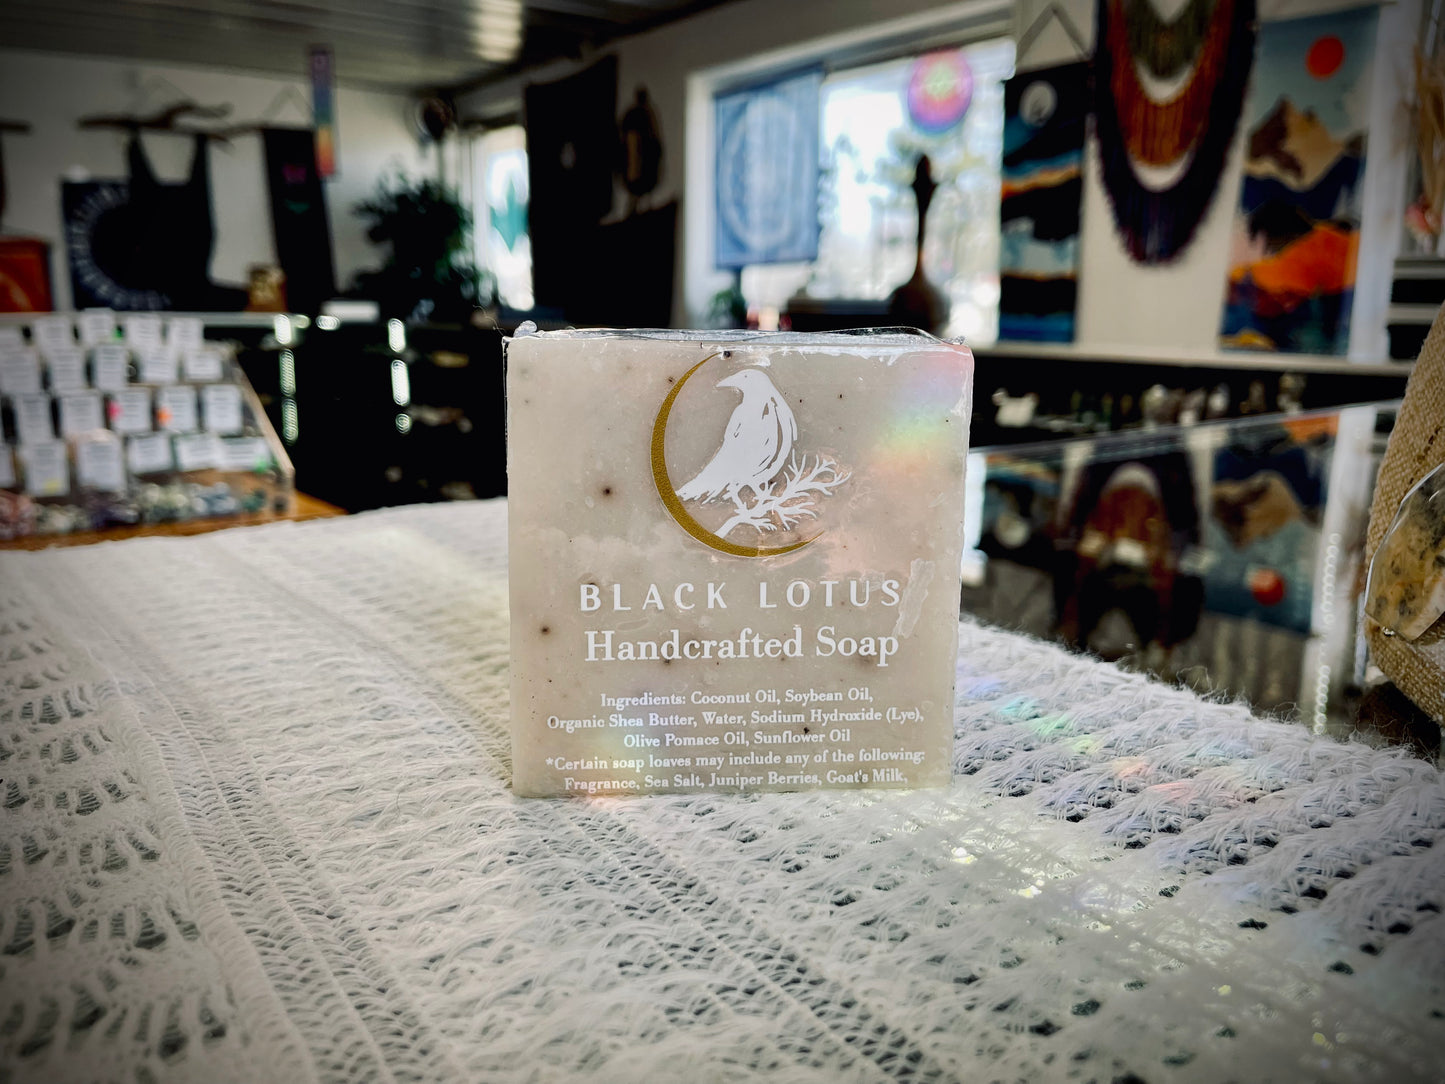 BLACK LOTUS
Handcrafted Soap
Ingredients: Coconut Oil, Soybean Oil,
Organic Shea Butter, Water, Sodium Hydroxide (Lye),
Olive Pomace Oil, Sunflower Oil
*Certain soap loaves may include any of the following:
Fragrance, Sea Salt, Juniper Berries, Goat's Milk,